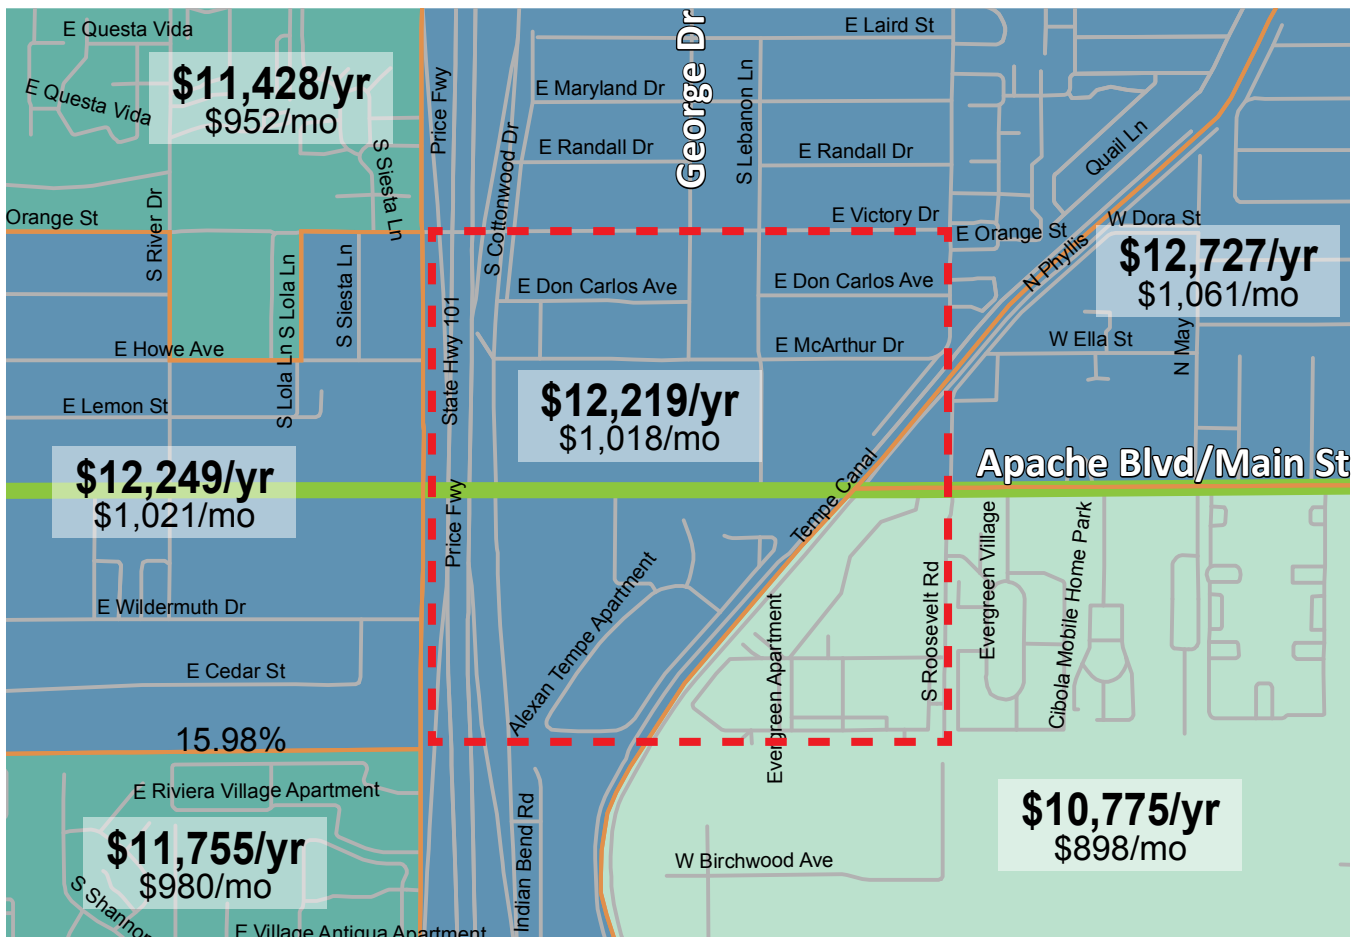 E Questa Vida
E Laird St
George Dr
$11,428/yr
$952/mo
E Questa Vida
Price Fwy
E Maryland Dr
S Lebanon Ln
S Cottonwood Dr
E Randall Dr
E Randall Dr
Quail Ln
S Siesta Ln
S River Dr
Orange St
E Victory Dr
E Orange St
W Dora St
N Phyllis
$12,727/yr
$1,061/mo
S Lola Ln
S Siesta Ln
E Don Carlos Ave
E Don Carlos Ave
State Hwy 101
E Howe Ave
E McArthur Dr
W Ella St
N May
S Lola Ln
E Lemon St
$12,219/yr
$1,018/mo
$12,249/yr
$1,021/mo
Apache Blvd/Main St
Price Fwy
Tempe Canal
Evergreen Village
Cibola Mobile Home Park
E Wildermuth Dr
Alexan Tempe Apartment
Evergreen Apartment
S Roosevelt Rd
E Cedar St
15.98%
E Riviera Village Apartment
$11,755/yr
$980/mo
S Shannon
Indian Bend Rd
$10,775/yr
$898/mo
W Birchwood Ave
E Village Antigua Apartment